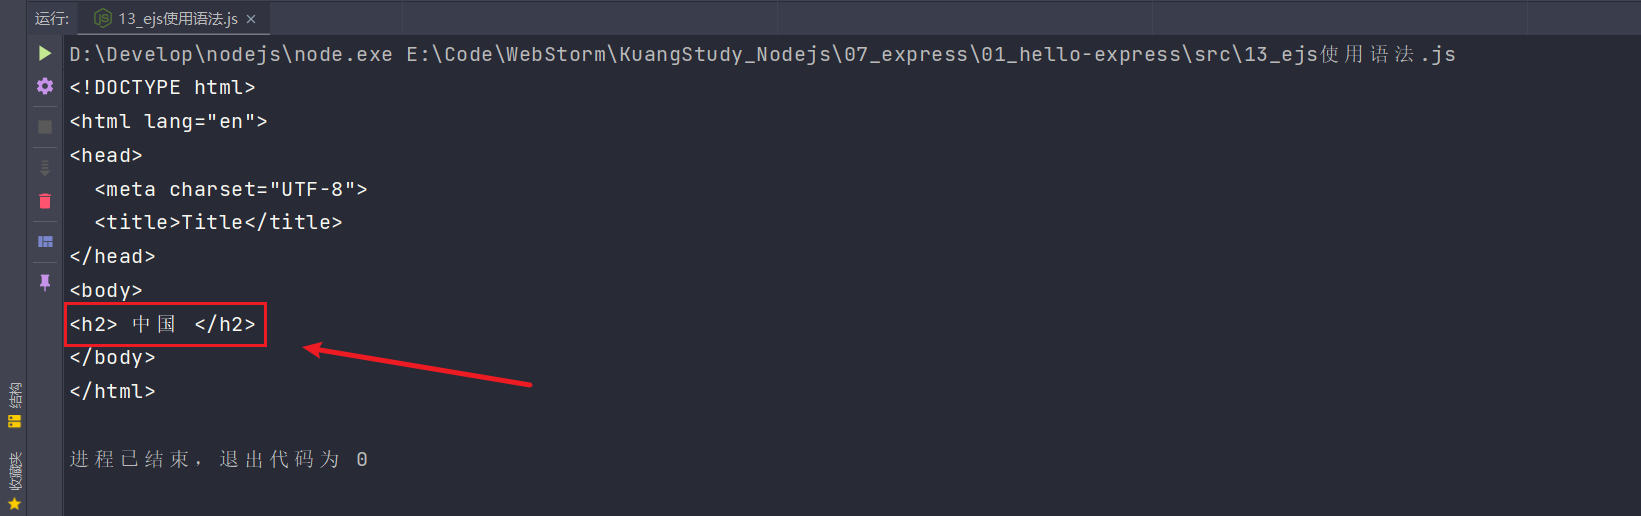 运行: 13_ejs使用语法.js ×
D:\Develop\nodejs\node.exe E:\Code\WebStorm\KuangStudy_Nodejs\07_express\01_hello-express\src\13_ejs使用语法.js
<!DOCTYPE html>
<html lang="en">
<head>
  <meta charset="UTF-8">
  <title>Title</title>
</head>
<body>
<h2> 中国 </h2>
</body>
</html>
进程已结束，退出代码为 0
结构
收藏夹